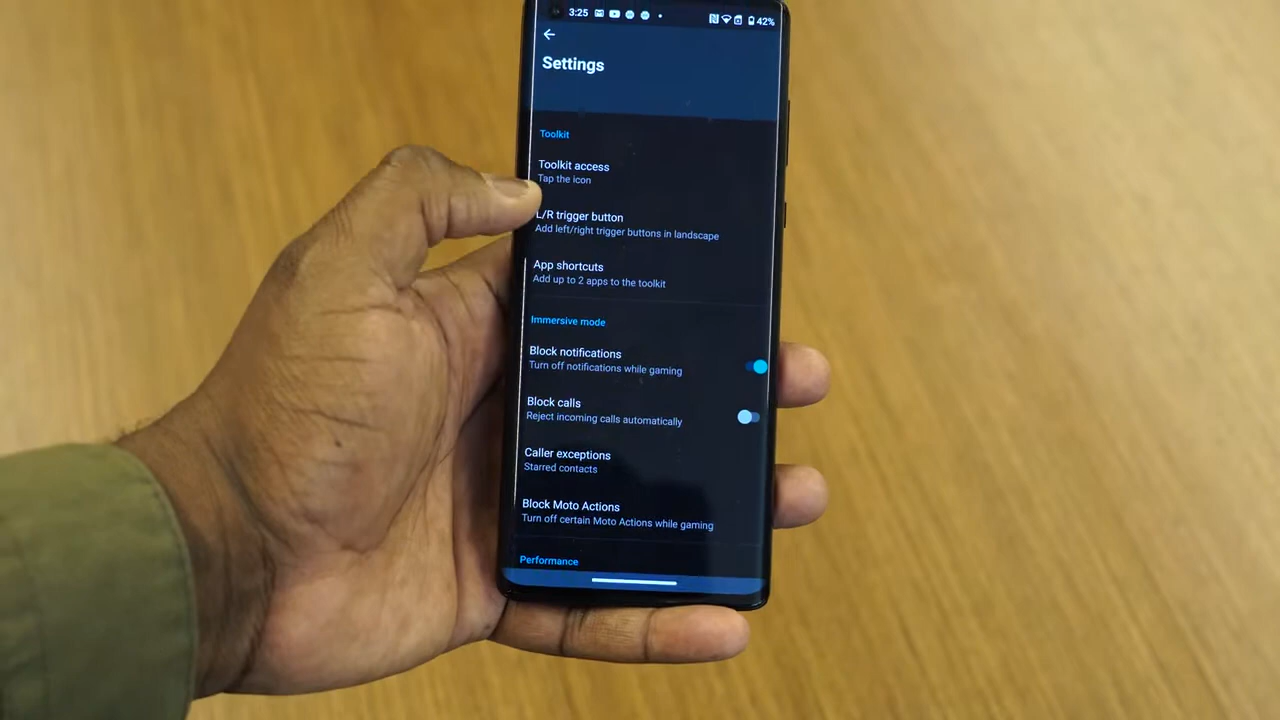 3:25
42%
Settings
Toolkit
Toolkit access
Tap the icon
L/R trigger button
Add left/right trigger buttons in landscape
App shortcuts
Add up to 2 apps to the toolkit
Immersive mode
Block notifications
Turn off notifications while gaming
Block calls
Reject incoming calls automatically
Caller exceptions
Starred contacts
Block Moto Actions
Turn off certain Moto Actions while gaming
Performance